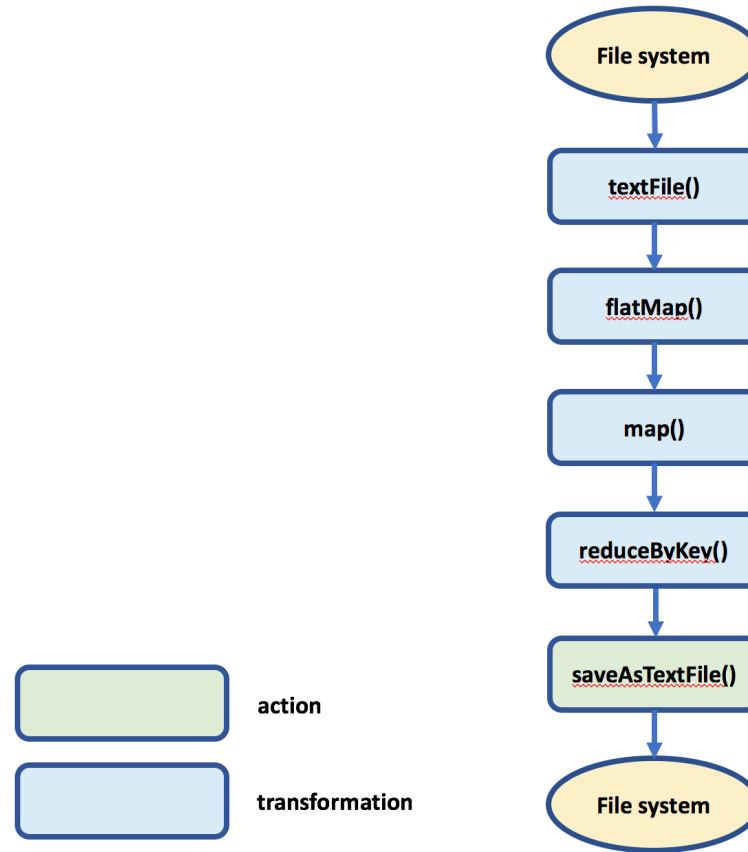 File system
textFile()
flatMap()
map()
reduceByKey()
saveAsTextFile()
action
transformation
File system